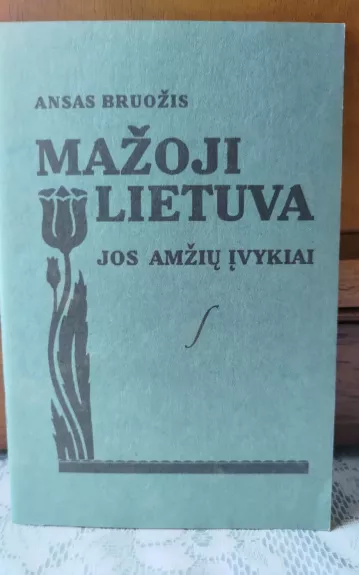 ANSAS BRUOŽIS
MAŽOJI
LIETUVA
JOS AMŽIŲ ĮVYKIAI